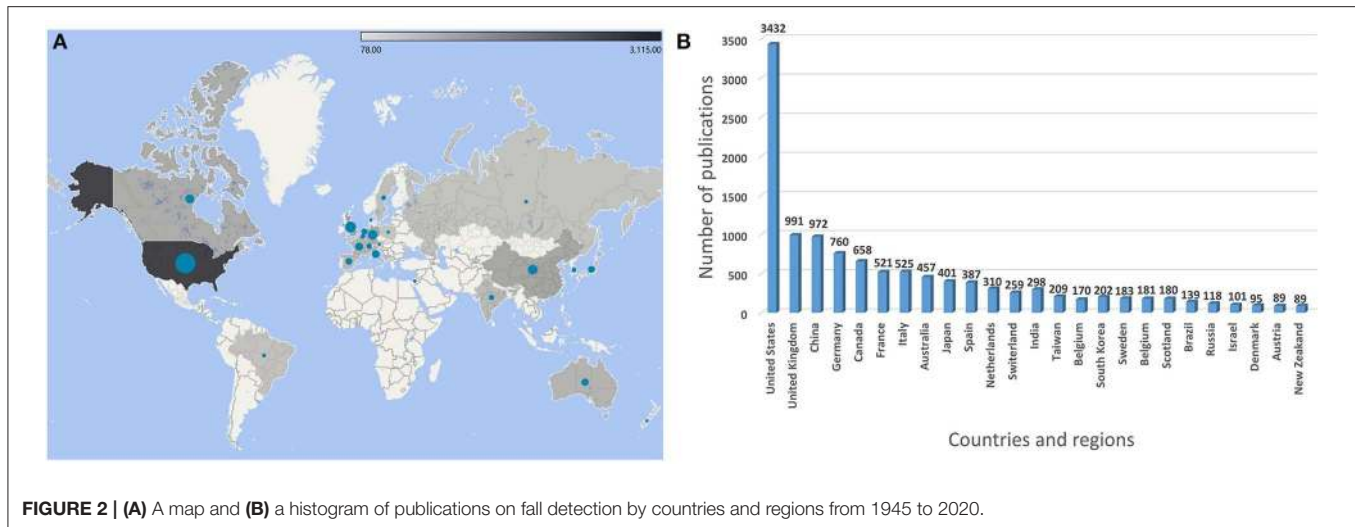 A
78.00
3,115.00
B
Number of publications
3500
3000
2500
2000
1500
1000
500
0
3432
991
972
760
658
521
525
457
401
387
310
259
298
209
170
202
183
181
180
139
118
101
95
89
89
United States
United Kingdom
China
Germany
Canada
France
Italy
Australia
Japan
Spain
Netherlands
Switerland
India
Taiwan
Belgium
South Korea
Sweden
Belgium
Scotland
Brazil
Russia
Israel
Denmark
Austria
New Zeakand
Countries and regions
FIGURE 2 | (A) A map and (B) a histogram of publications on fall detection by countries and regions from 1945 to 2020.